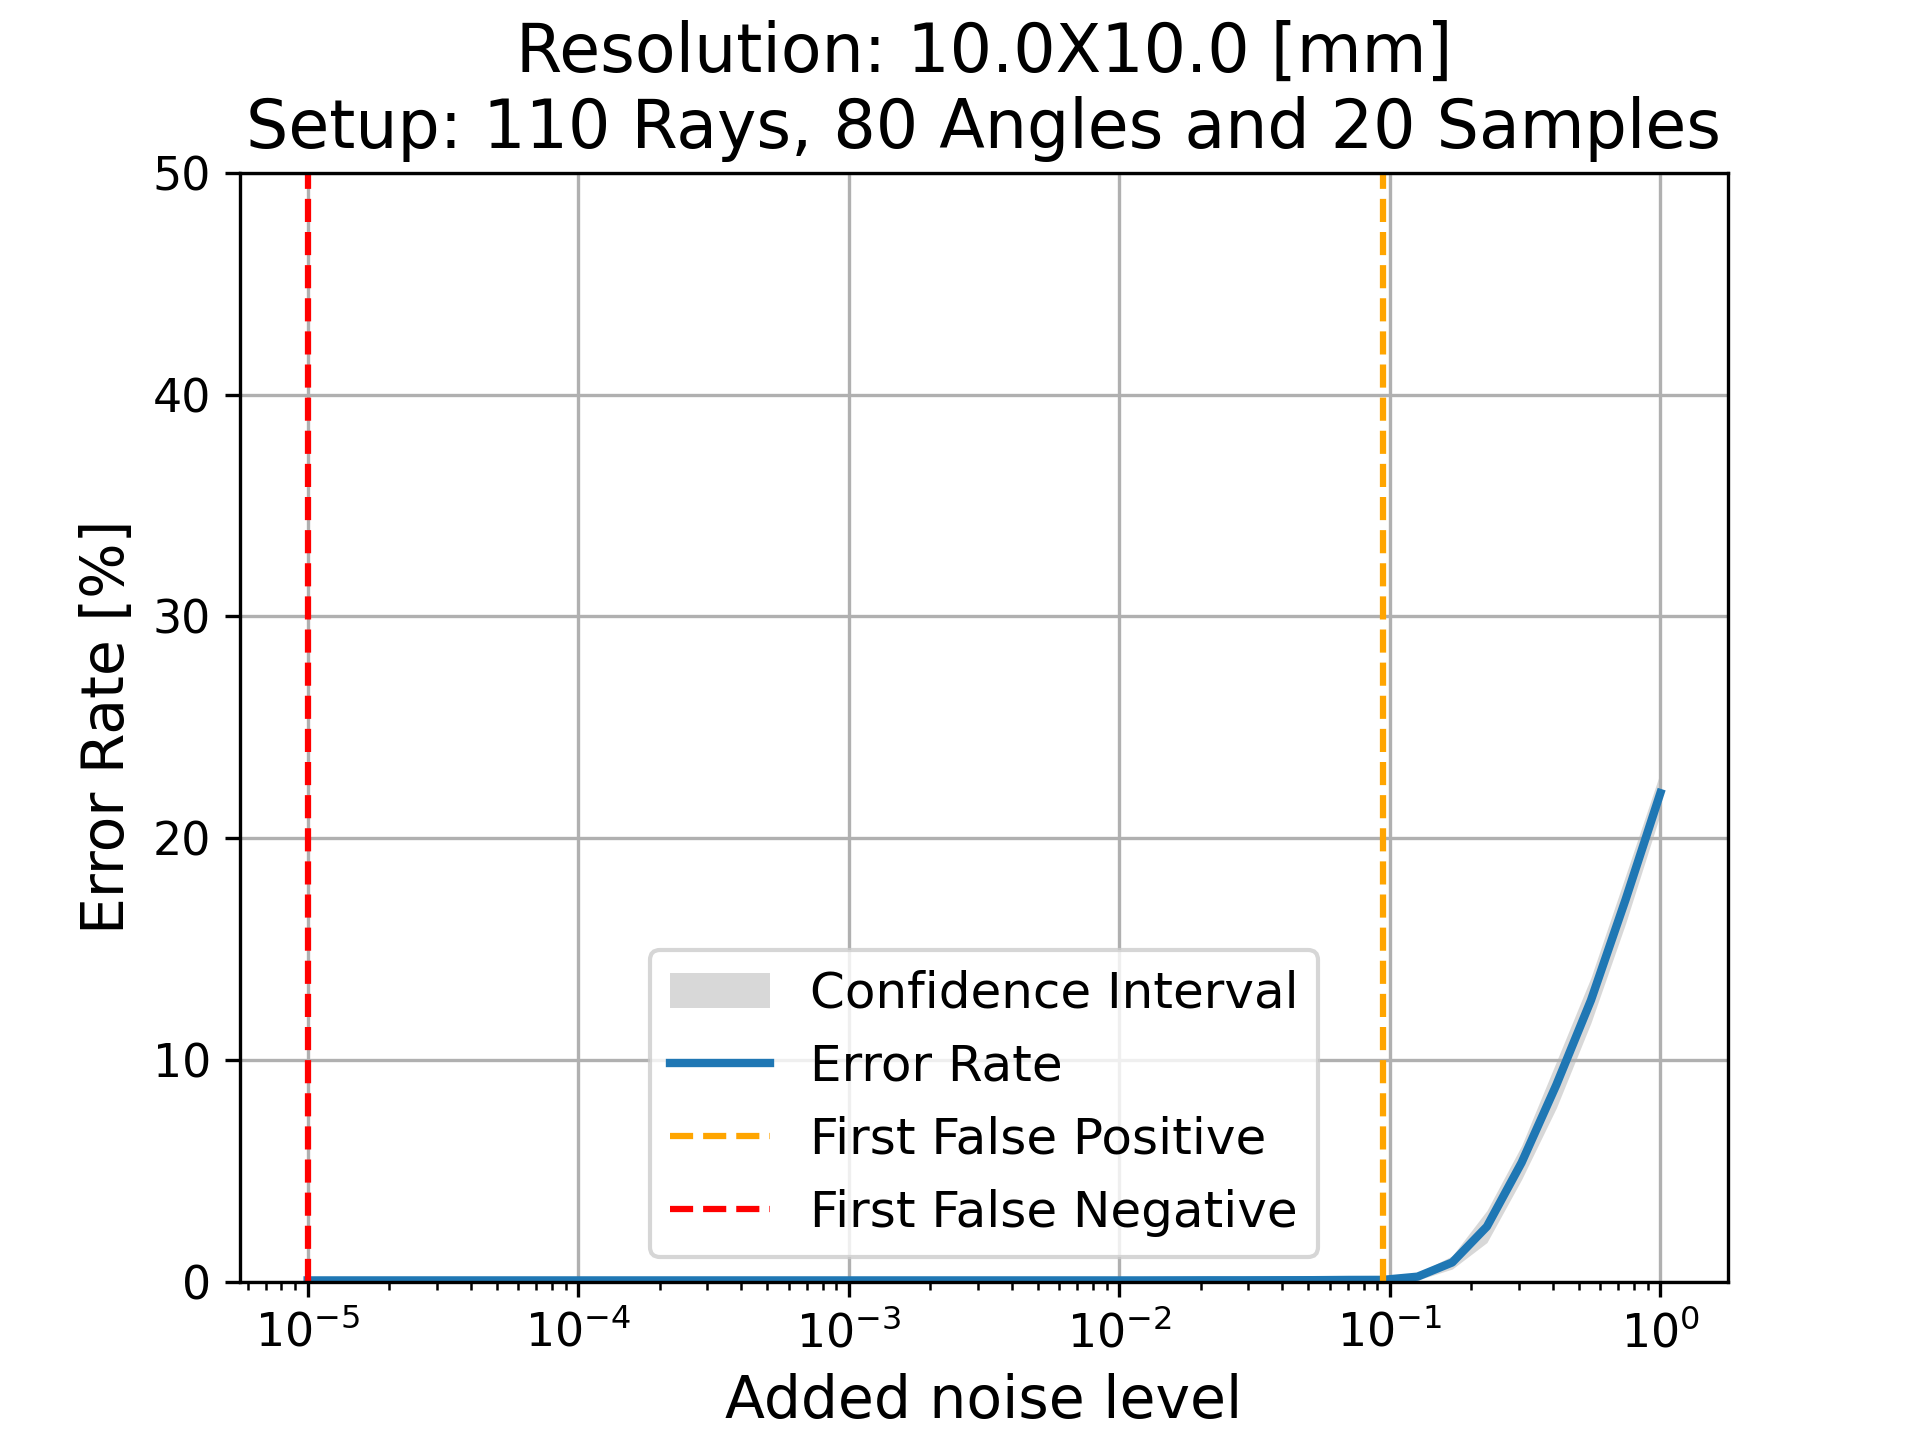 Resolution: 10.0X10.0 [mm]
Setup: 110 Rays, 80 Angles and 20 Samples
Error Rate [%]
50
40
30
20
10
0
Confidence Interval
Error Rate
First False Positive
First False Negative
10⁻⁵ 10⁻⁴ 10⁻³ 10⁻² 10⁻¹ 10⁰
Added noise level